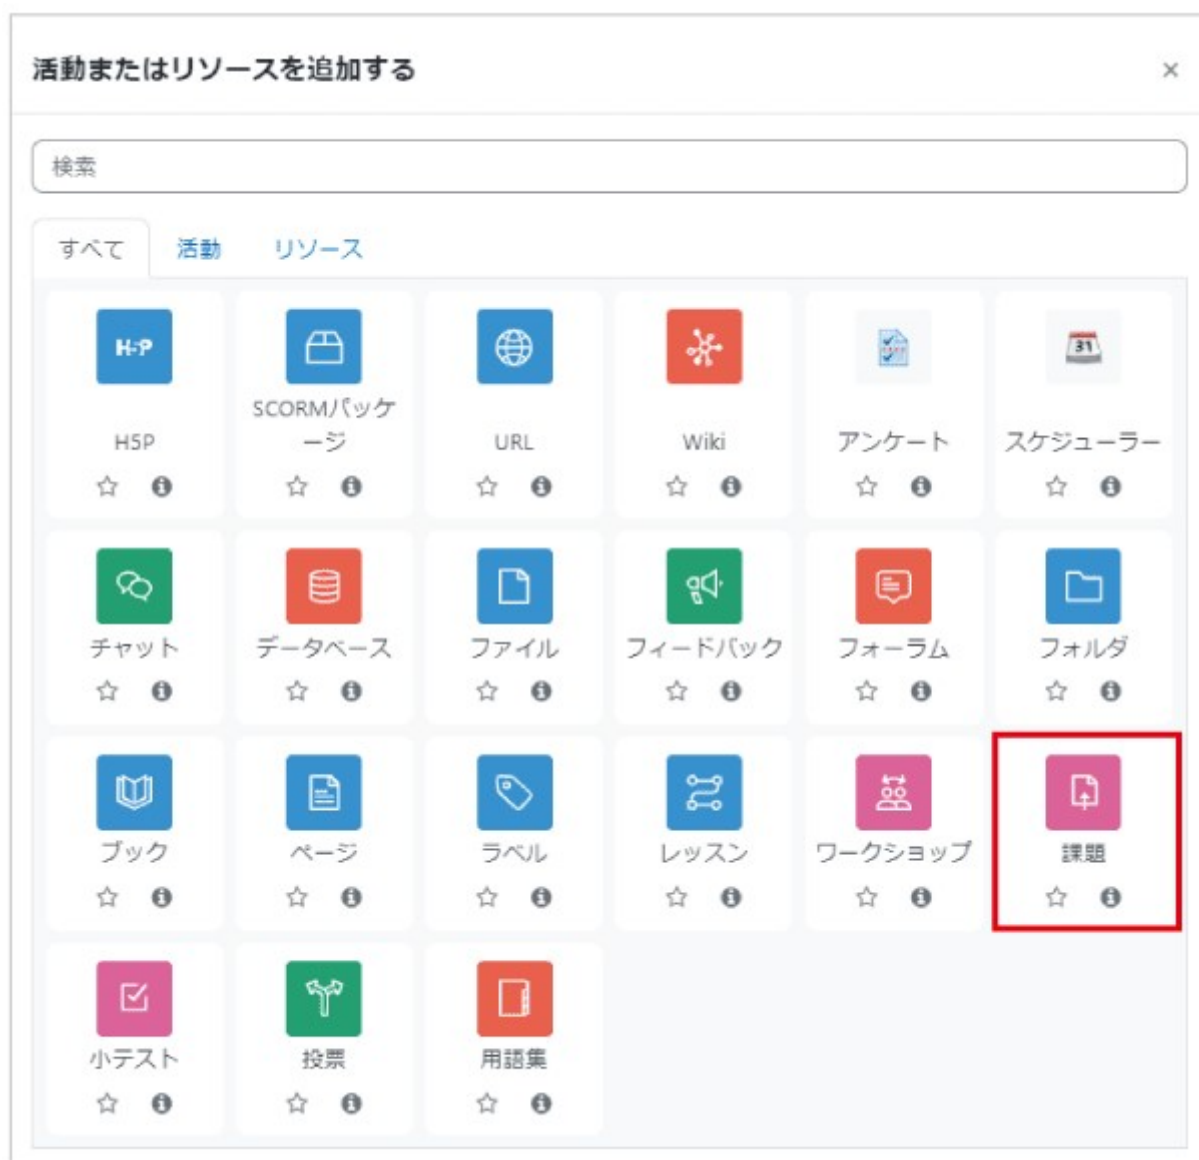 活動またはリソースを追加する
×
検索
すべて 活動 リソース
H5P
H5P
SCORMパッケ
ージ
URL
Wiki
アンケート
31
スケジューラー
チャット
データベース
ファイル
フィードバック
フォーラム
フォルダ
ブック
ページ
ラベル
レッスン
ワークショップ
課題
小テスト
投票
用語集